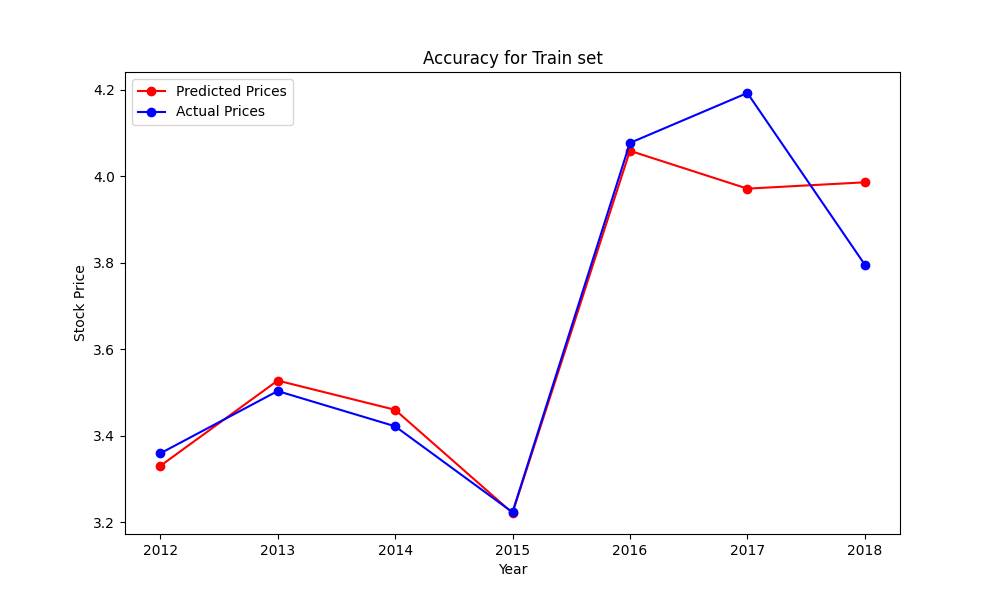 Accuracy for Train set
Predicted Prices
Actual Prices
4.2
4.0
3.8
3.6
3.4
3.2
Stock Price
2012 2013 2014 2015 2016 2017 2018
Year